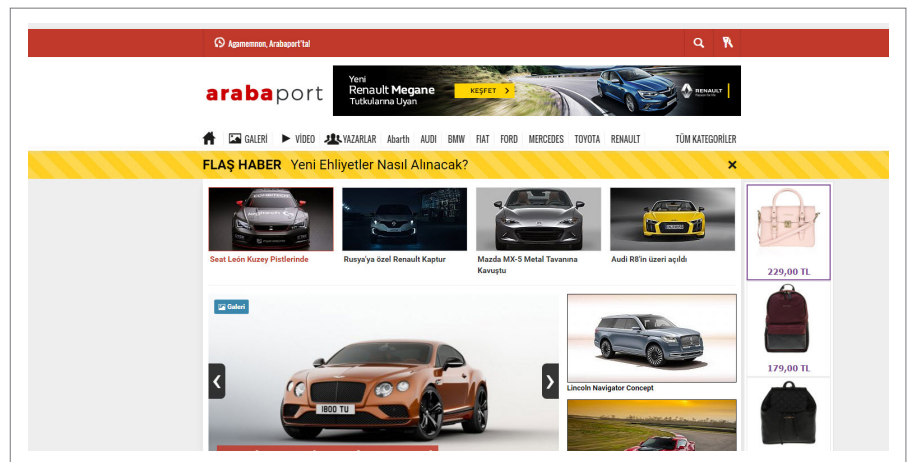 Agamemnon, Arabaport'ta!
arabaport
Yeni
Renault Megane
Tutkularına Uyan
KEŞFET
RENAULT
GALERİ VİDEO YAZARLAR Abarth AUDI BMW FIAT FORD MERCEDES TOYOTA RENAULT TÜM KATEGORİLER
FLAŞ HABER Yeni Ehliyetler Nasıl Alınacak?
Seat León Kuzey Pistlerinde
Rusya'ya özel Renault Kaptur
Mazda MX-5 Metal Tavanına
Kavuştu
Audi R8'in üzeri açıldı
229,00 TL
Galeri
1800 TU
Lincoln Navigator Concept
179,00 TL